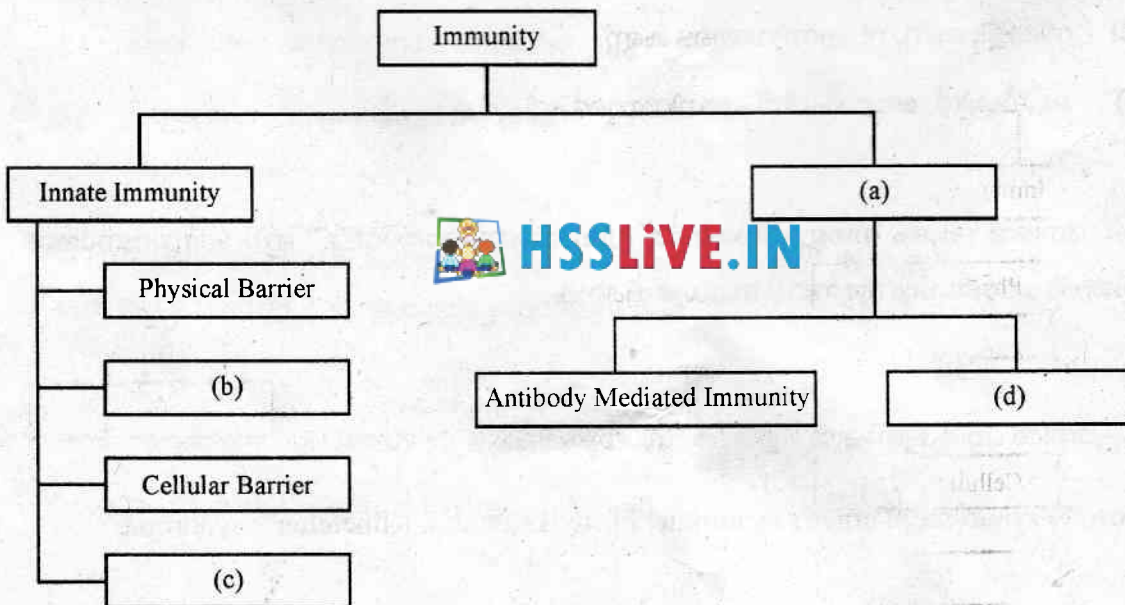 Immunity
Innate Immunity
(a)
HSSLiVE.IN
Physical Barrier
(b)
Antibody Mediated Immunity
(d)
Cellular Barrier
(c)